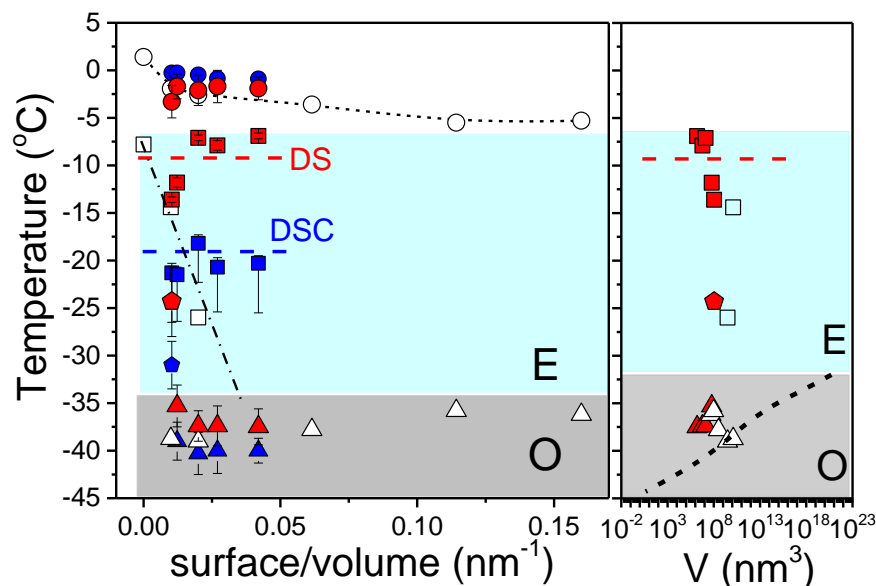 5
0
-5
-10
-15
-20
-25
-30
-35
-40
-45
Temperature (°C)
DS
DSC
E
O
0.00 0.05 0.10 0.15
surface/volume (nm⁻¹)
E
O
10⁻² 10³ 10⁸ 10¹³ 10¹⁸ 10²³
V (nm³)